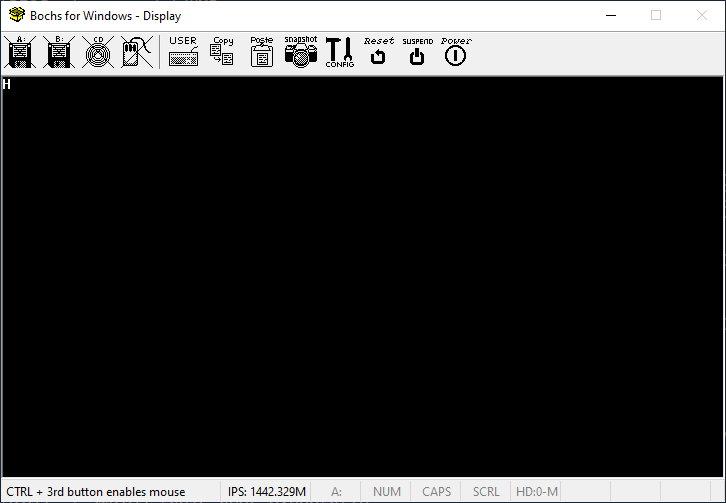 Bochs for Windows - Display
A: B: CD USER Copy Paste snapshot CONFIG Reset SUSPEND Power
H
CTRL + 3rd button enables mouse IPS: 1442.329M A: NUM CAPS SCRL HD:0-M